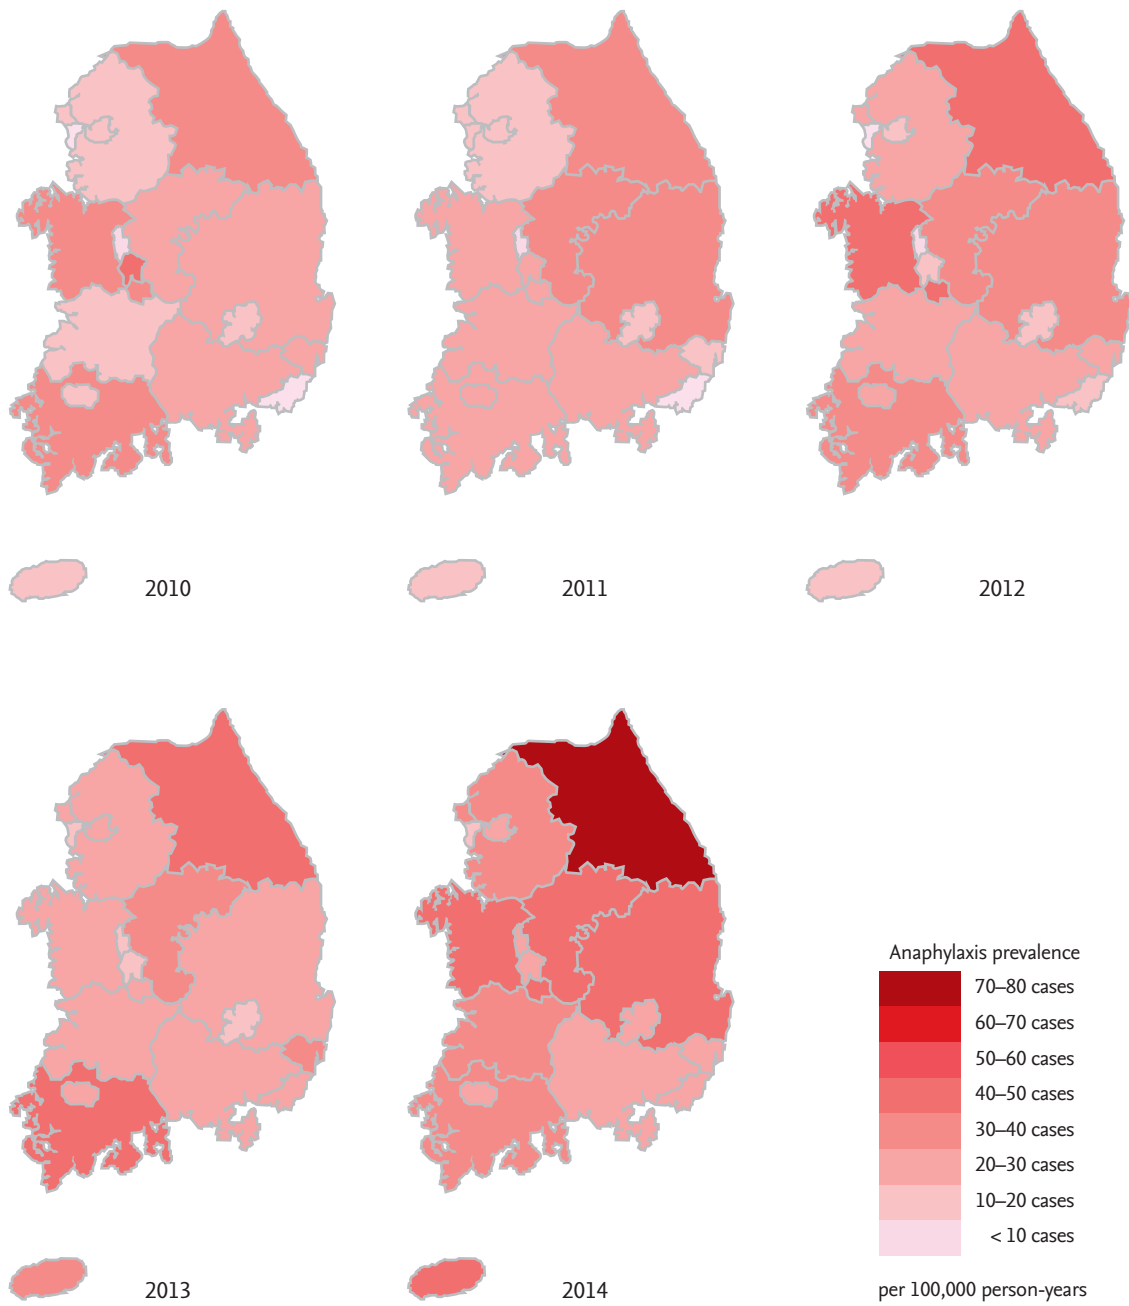 2010
2011
2012
2013
2014
Anaphylaxis prevalence
70–80 cases
60–70 cases
50–60 cases
40–50 cases
30–40 cases
20–30 cases
10–20 cases
< 10 cases
per 100,000 person-years